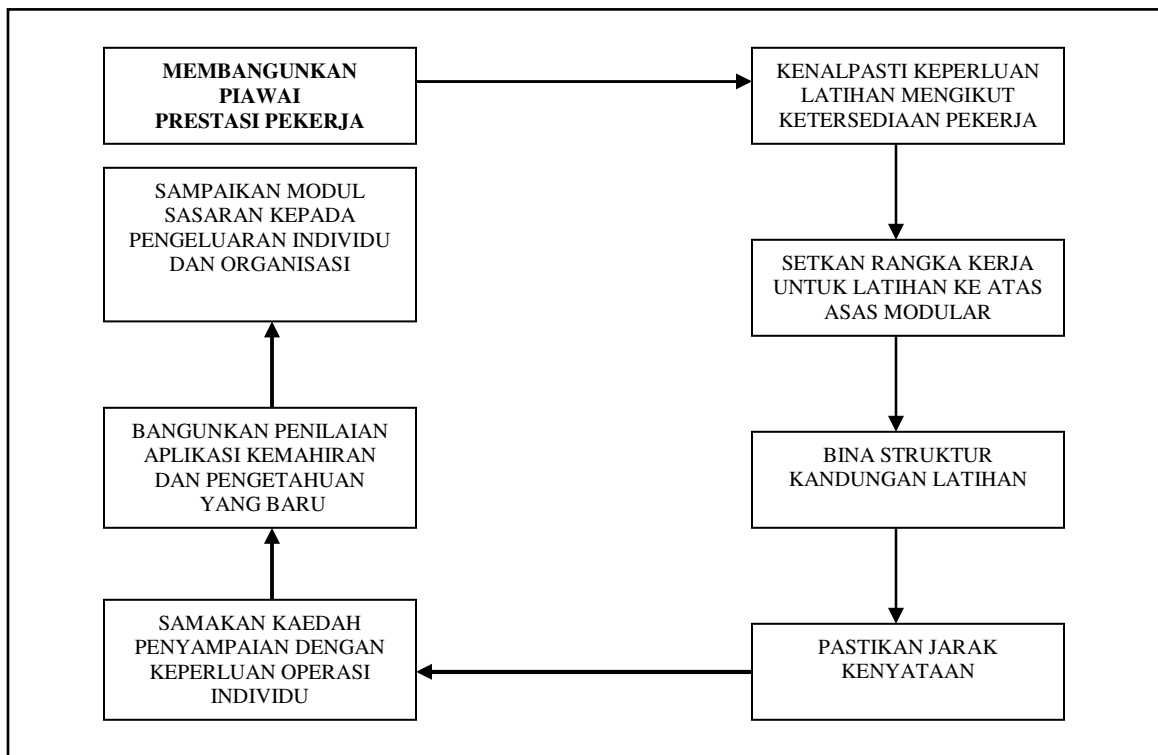 MEMBANGUNKAN
PIAWAI
PRESTASI PEKERJA
KENALPASTI KEPERLUAN
LATIHAN MENGIKUT
KETERSEDIAAN PEKERJA
SETKAN RANGKA KERJA
UNTUK LATIHAN KE ATAS
ASAS MODULAR
BINA STRUKTUR
KANDUNGAN LATIHAN
PASTIKAN JARAK
KENYATAAN
SAMAKAN KAEDAH
PENYAMPAIAN DENGAN
KEPERLUAN OPERASI
INDIVIDU
BANGUNKAN PENILAIAN
APLIKASI KEMAHIRAN
DAN PENGETAHUAN
YANG BARU
SAMPAIKAN MODUL
SASARAN KEPADA
PENGELUARAN INDIVIDU
DAN ORGANISASI